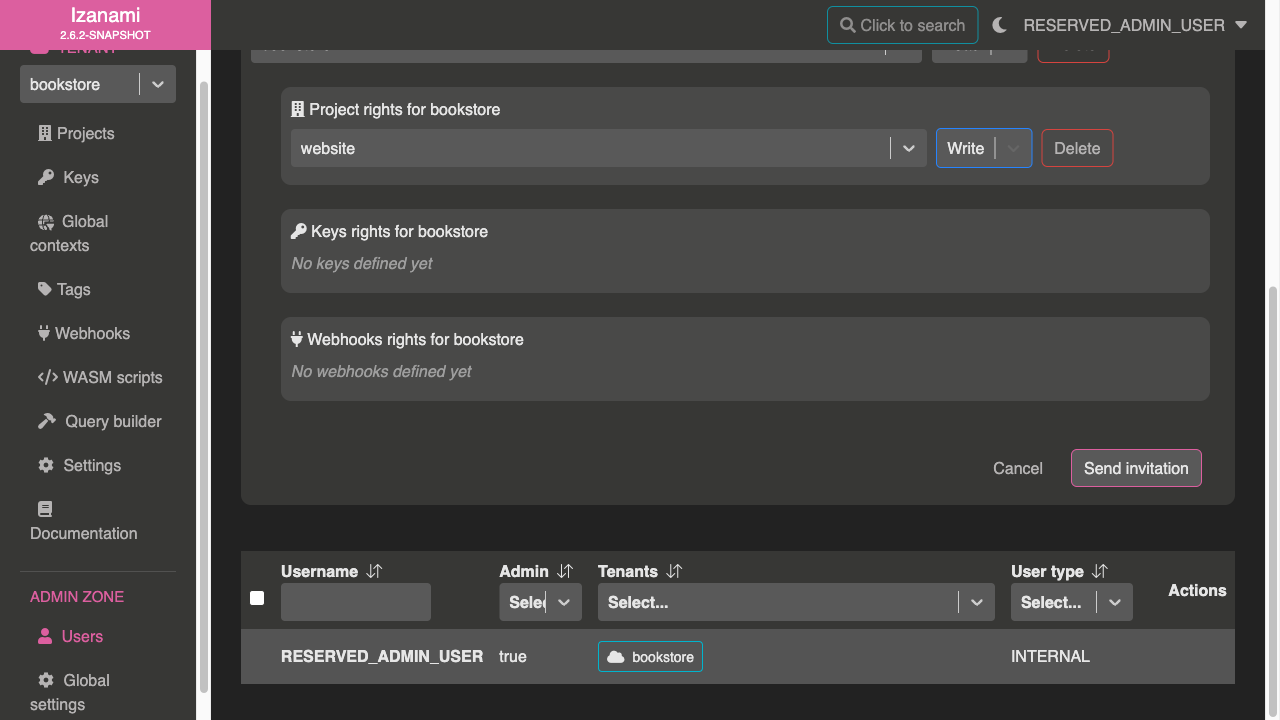 Izanami
2.6.2-SNAPSHOT
Click to search
RESERVED_ADMIN_USER
TENANT
bookstore
Projects
Keys
Global
contexts
Tags
Webhooks
WASM scripts
Query builder
Settings
Documentation
ADMIN ZONE
Users
Global
settings
Project rights for bookstore
website
Write
Delete
Keys rights for bookstore
No keys defined yet
Webhooks rights for bookstore
No webhooks defined yet
Cancel
Send invitation
Username
Admin
Tenants
User type
Actions
Selec
Select...
Select...
RESERVED_ADMIN_USER
true
bookstore
INTERNAL